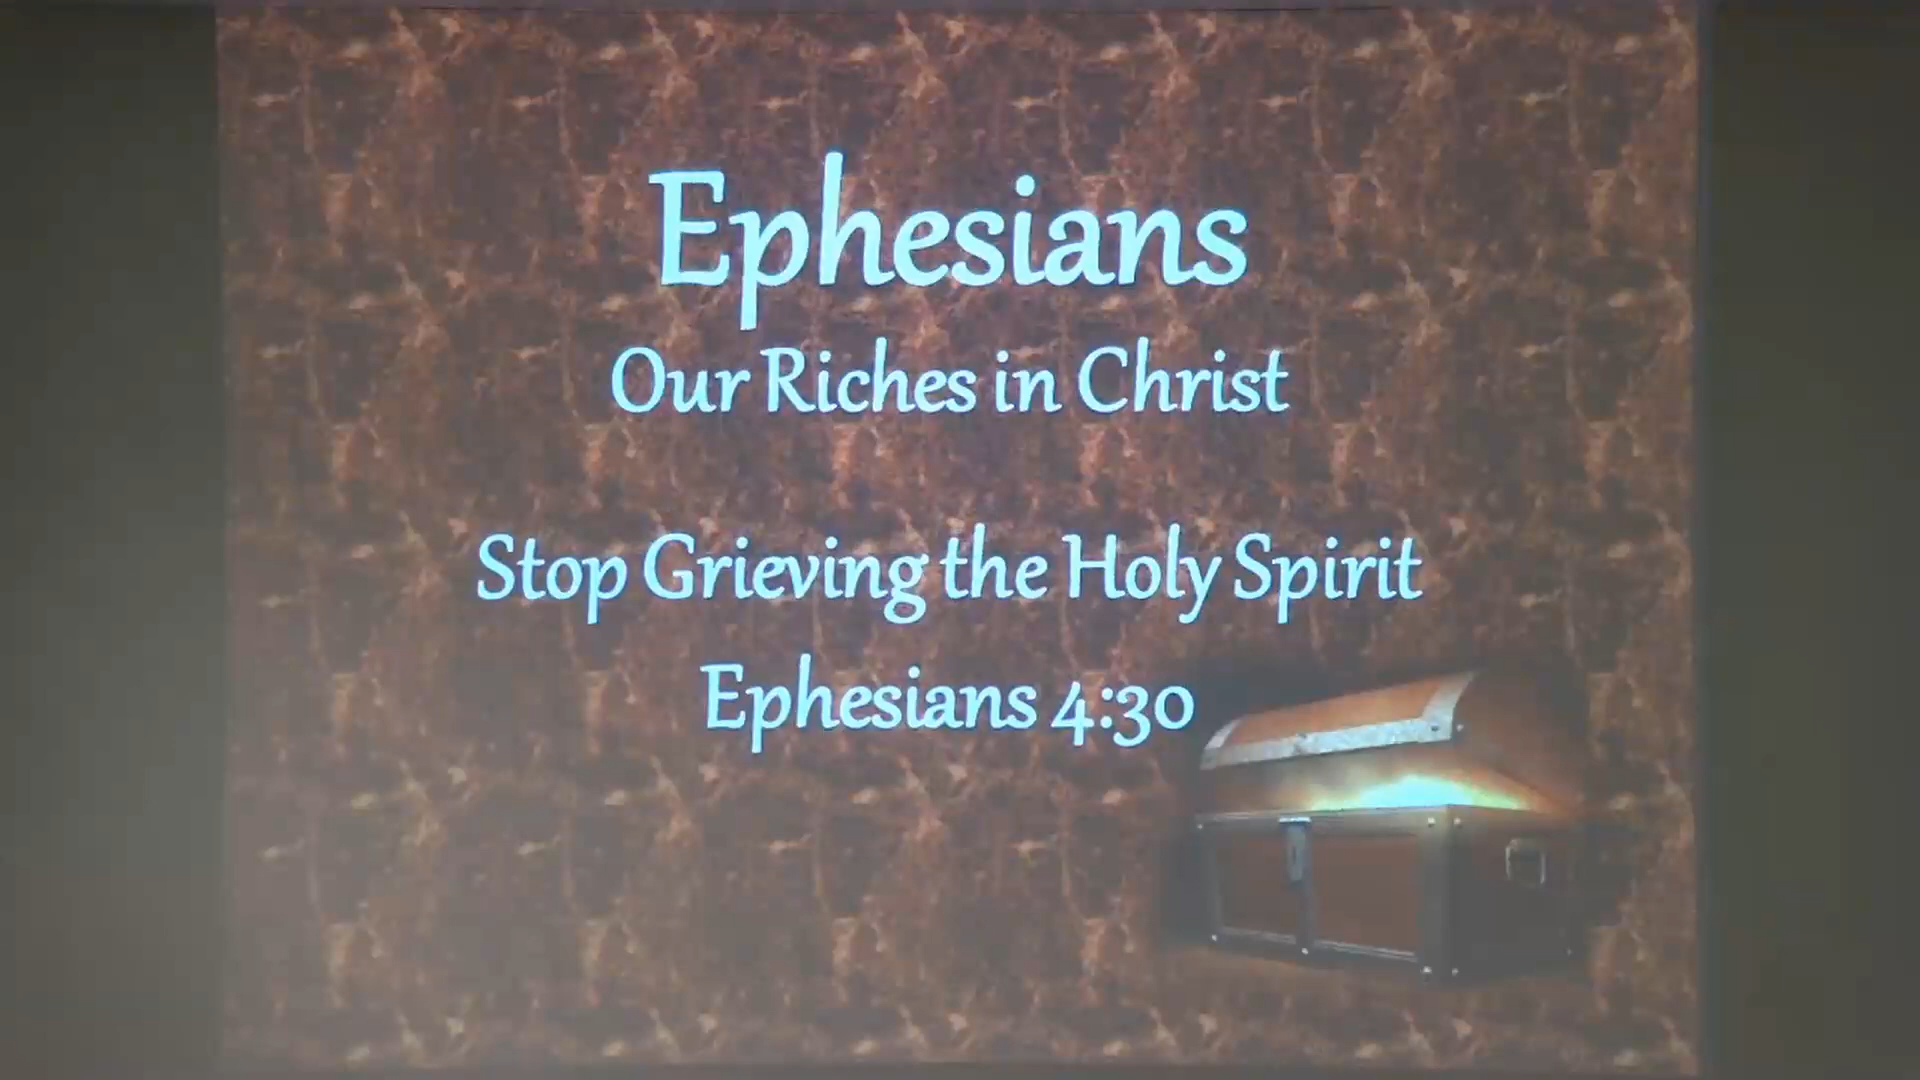 Ephesians
Our Riches in Christ
Stop Grieving the Holy Spirit
Ephesians 4:30